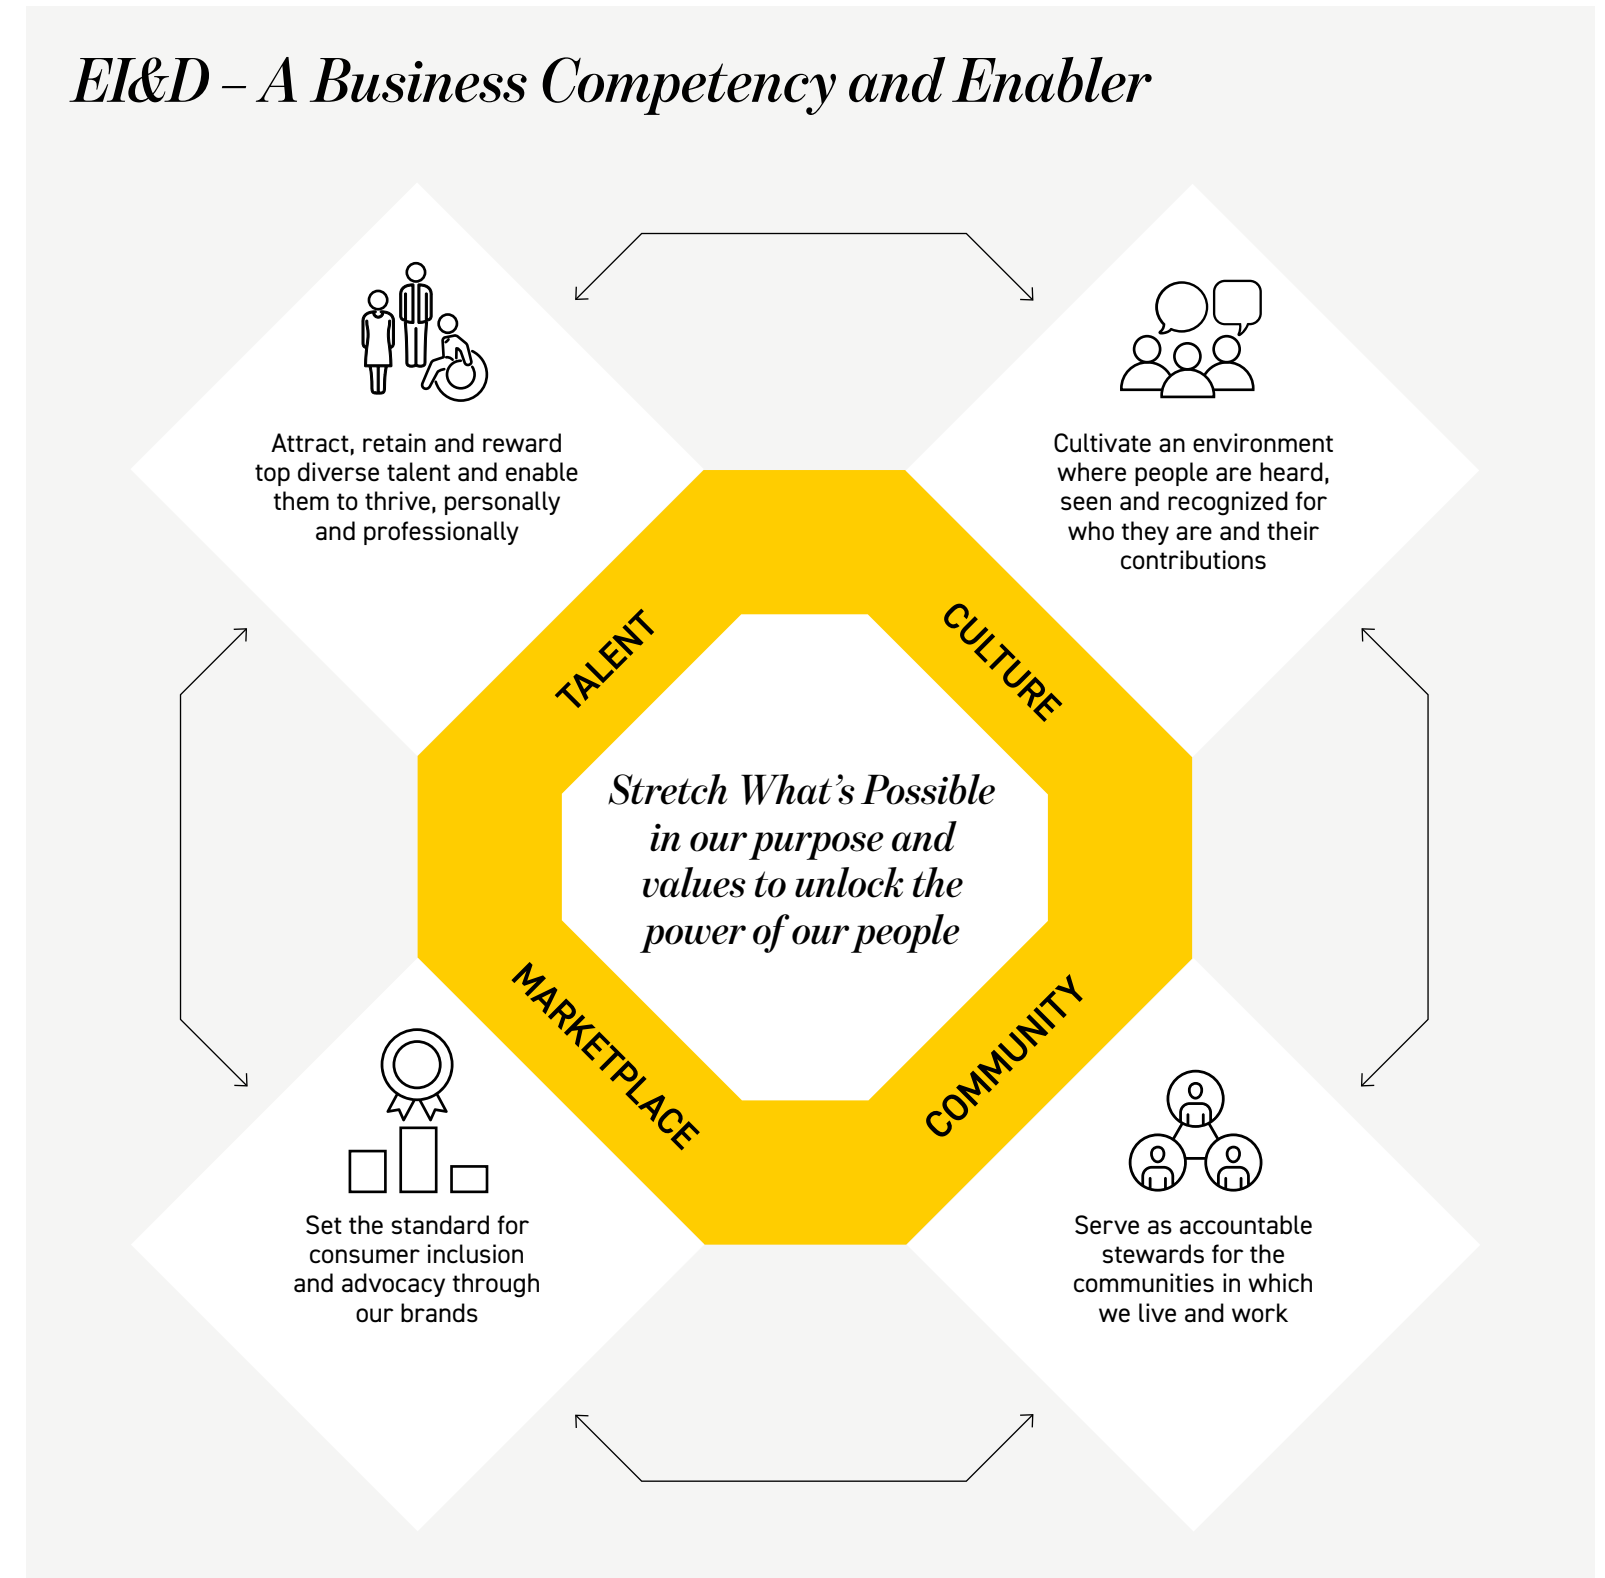 EI&D – A Business Competency and Enabler
Attract, retain and reward
top diverse talent and enable
them to thrive, personally
and professionally
Cultivate an environment
where people are heard,
seen and recognized for
who they are and their
contributions
TALENT
CULTURE
Stretch What’s Possible
in our purpose and
values to unlock the
power of our people
MARKETPLACE
COMMUNITY
Set the standard for
consumer inclusion
and advocacy through
our brands
Serve as accountable
stewards for the
communities in which
we live and work